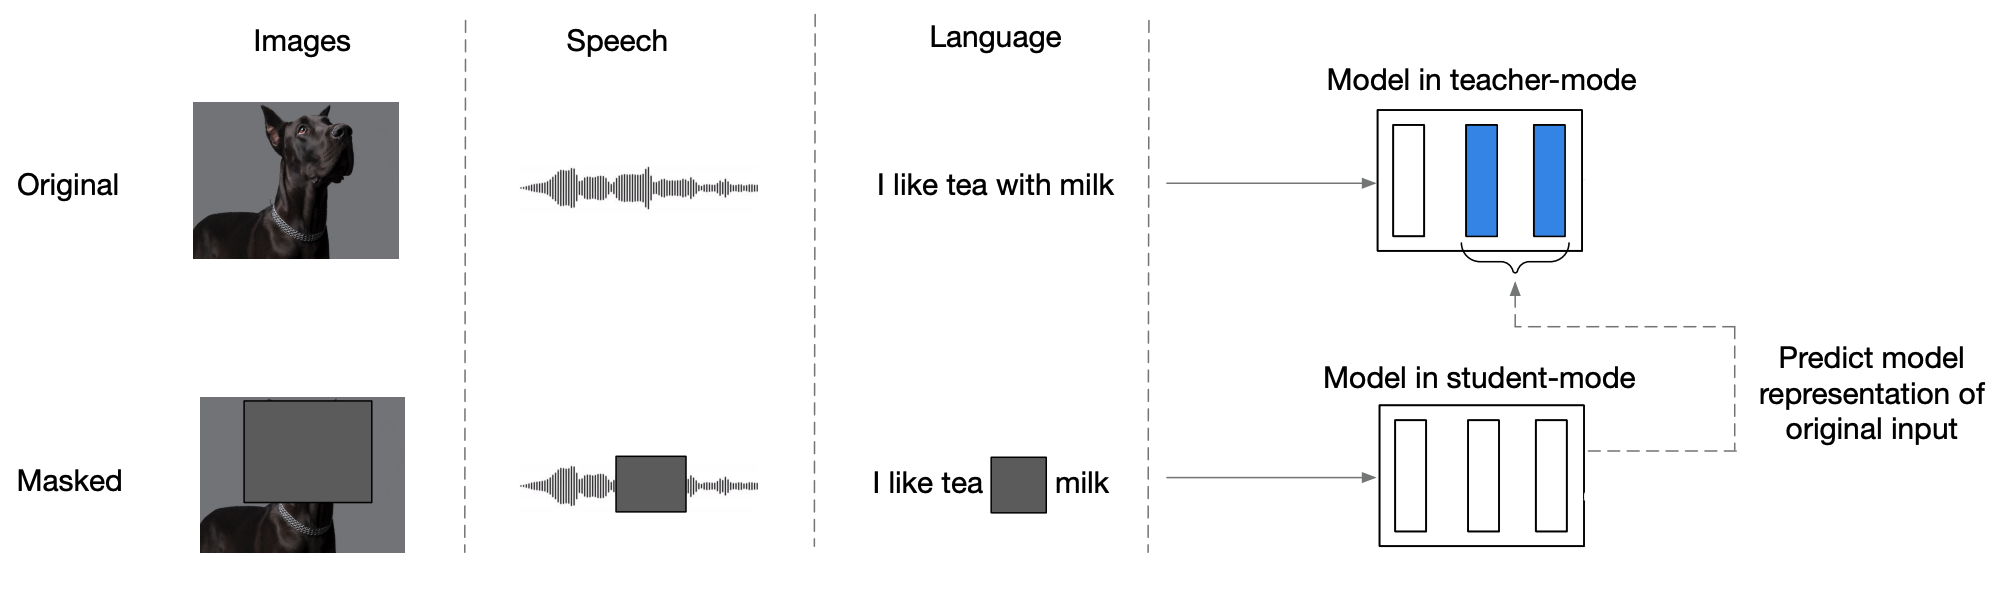 Images
Speech
Language
Model in teacher-mode
Original
I like tea with milk
Predict model
representation of
original input
Model in student-mode
Masked
I like tea milk